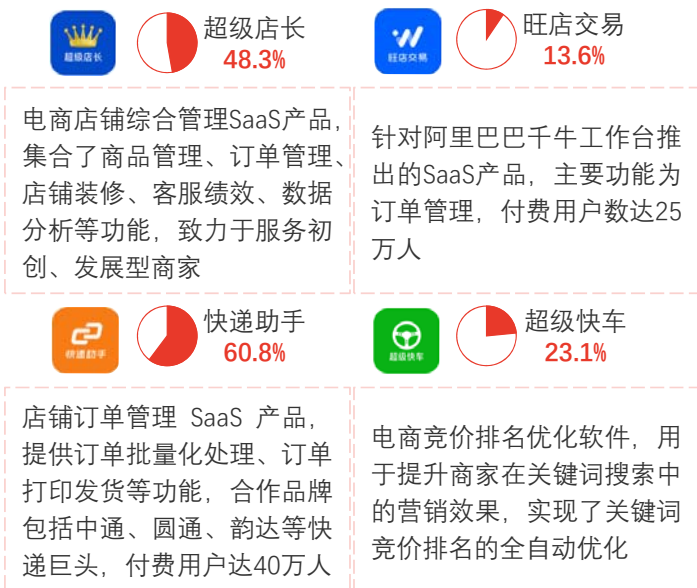 超级店长
超级店长
48.3%
旺店交易
旺店交易
13.6%
电商店铺综合管理SaaS产品，
集合了商品管理、订单管理、
店铺装修、客服绩效、数据
分析等功能，致力于服务初
创、发展型商家
针对阿里巴巴千牛工作台推
出的SaaS产品，主要功能为
订单管理，付费用户数达25
万人
快递助手
快递助手
60.8%
超级快车
超级快车
23.1%
店铺订单管理 SaaS 产品，
提供订单批量化处理、订单
打印发货等功能，合作品牌
包括中通、圆通、韵达等快
递巨头，付费用户达40万人
电商竞价排名优化软件，用
于提升商家在关键词搜索中
的营销效果，实现了关键词
竞价排名的全自动优化